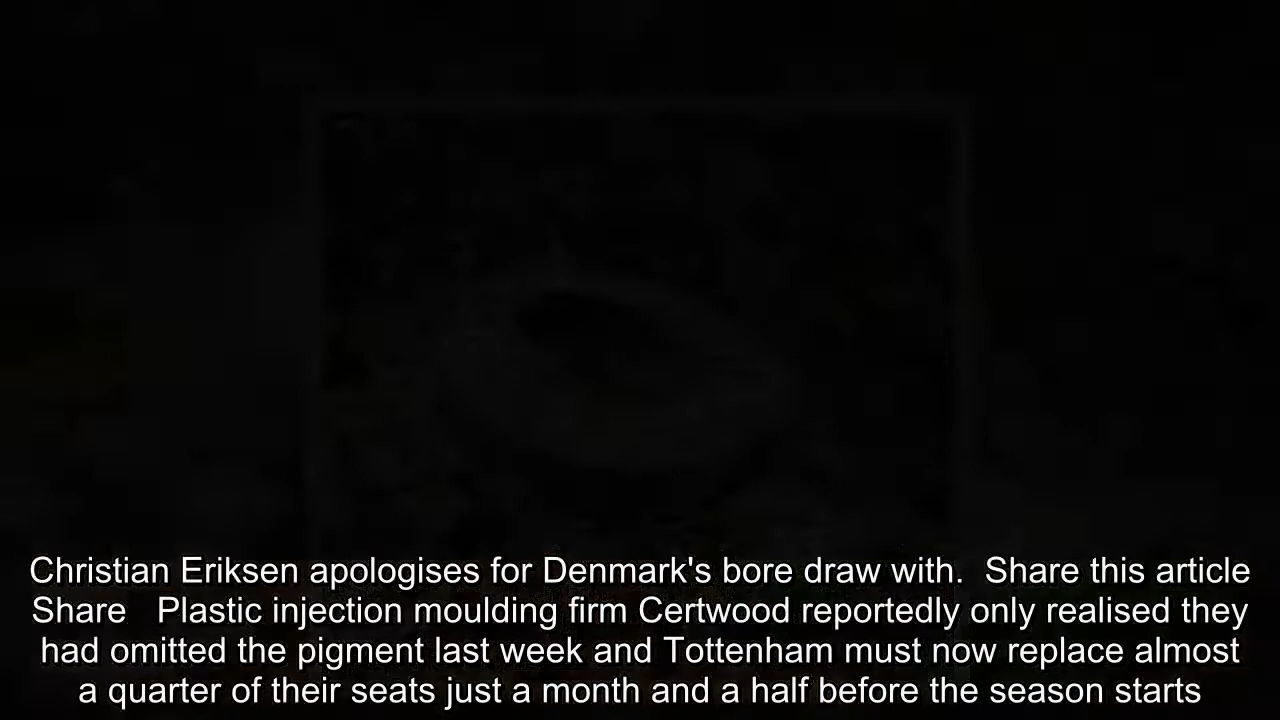 Christian Eriksen apologises for Denmark's bore draw with.  Share this article
Share   Plastic injection moulding firm Certwood reportedly only realised they
had omitted the pigment last week and Tottenham must now replace almost
a quarter of their seats just a month and a half before the season starts